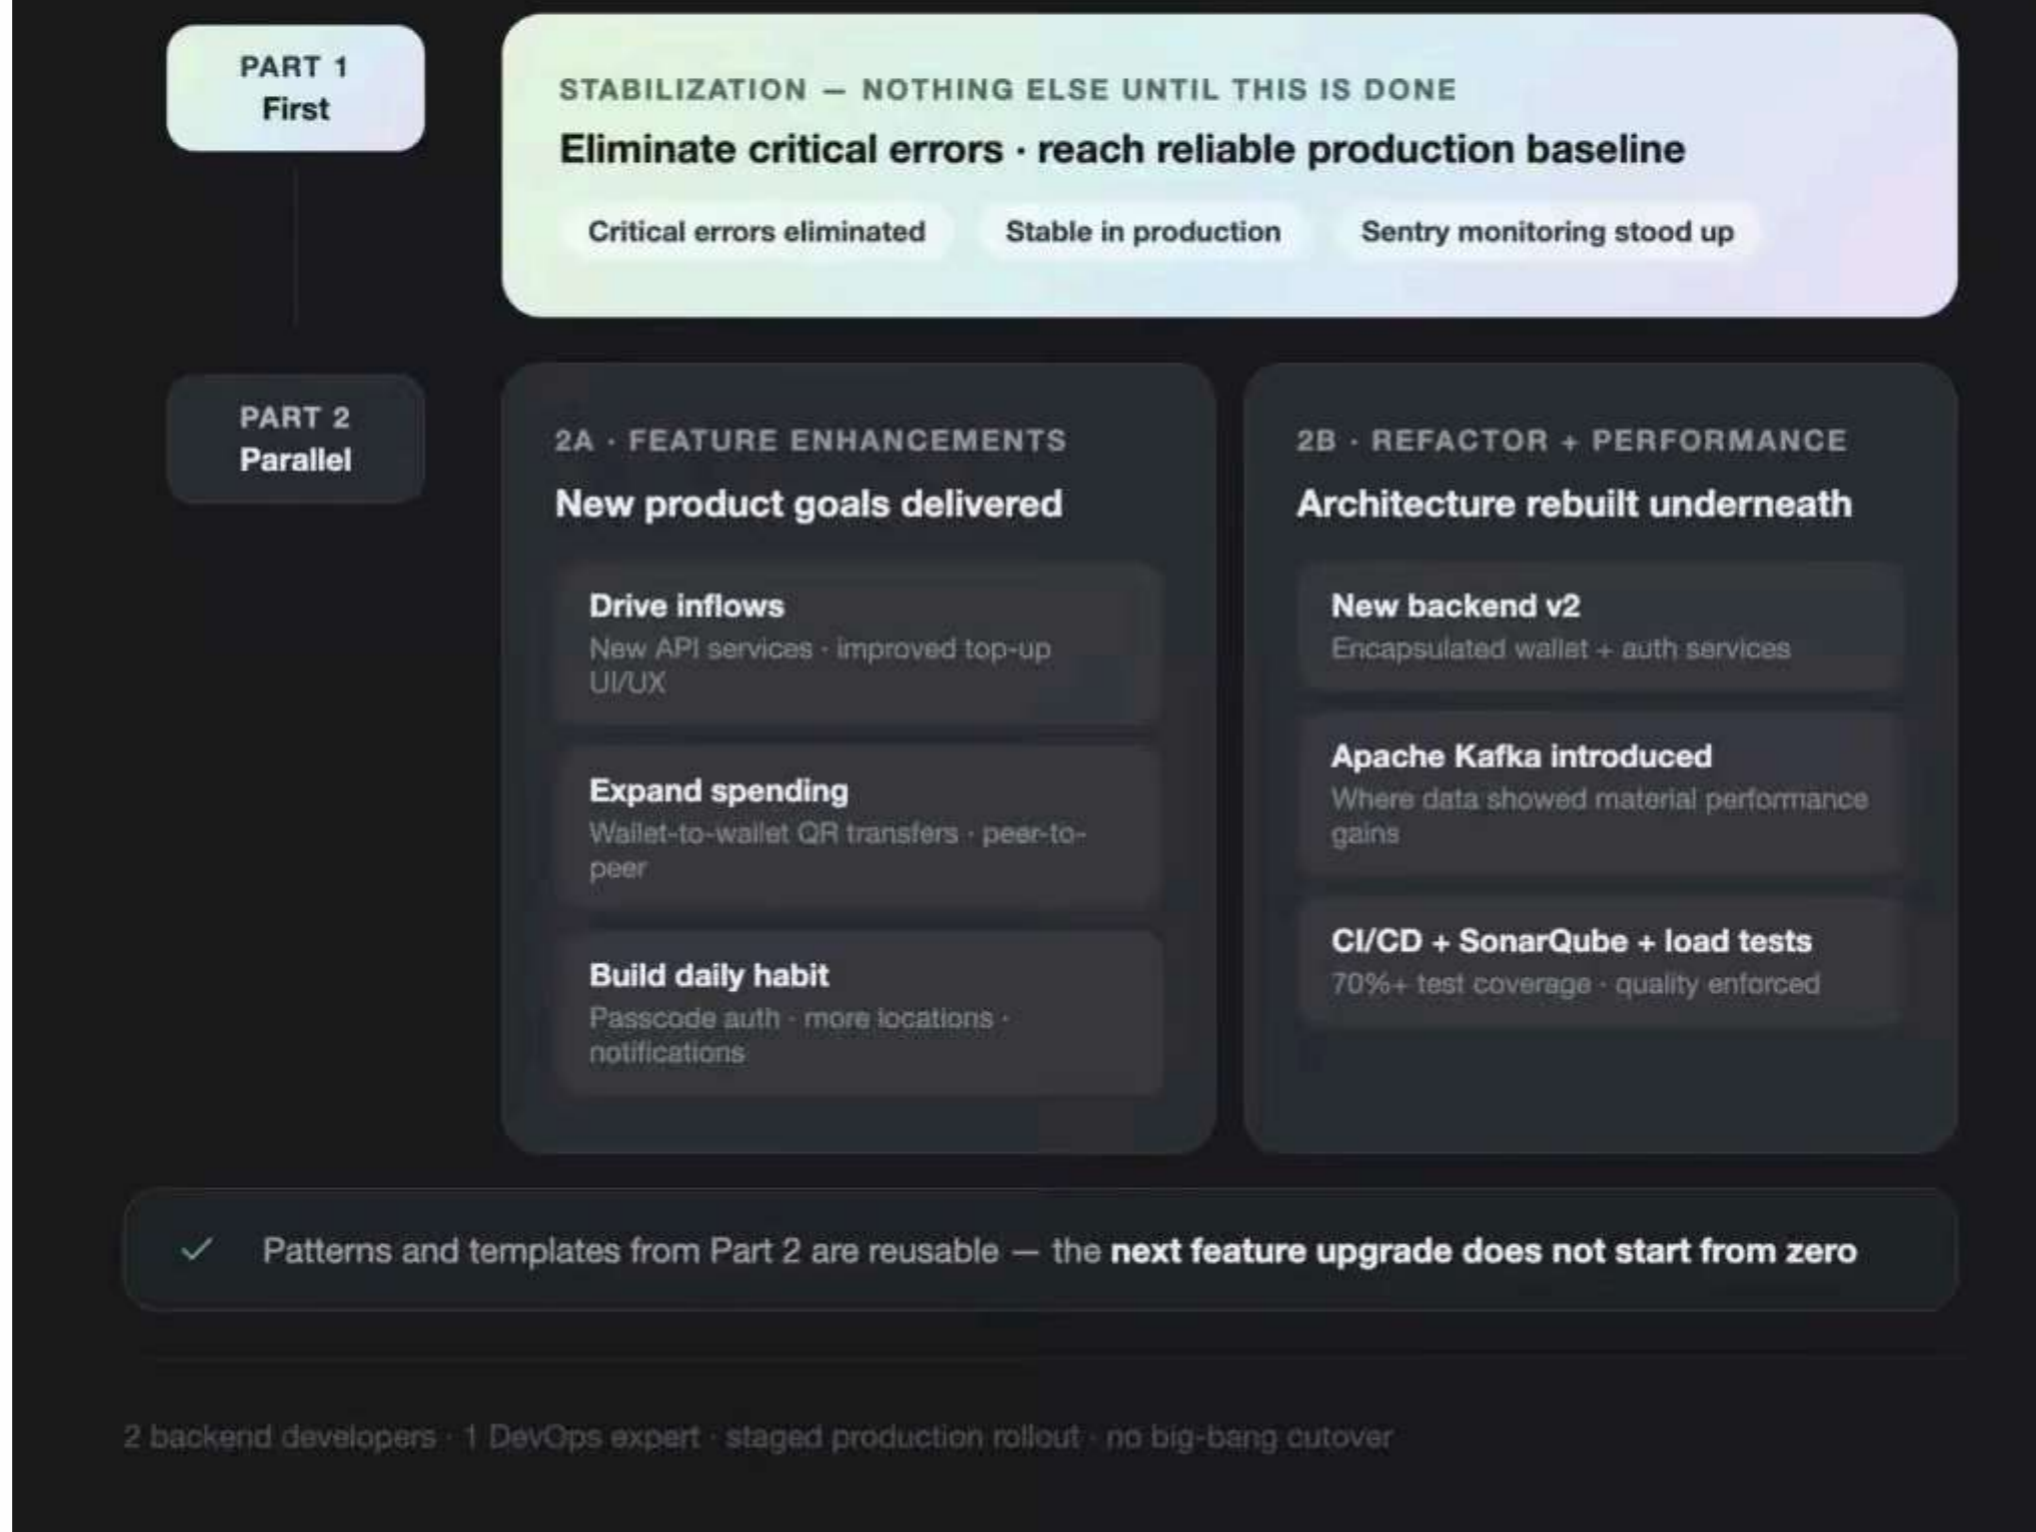 PART 1
First
STABILIZATION — NOTHING ELSE UNTIL THIS IS DONE
Eliminate critical errors · reach reliable production baseline
Critical errors eliminated
Stable in production
Sentry monitoring stood up
PART 2
Parallel
2A · FEATURE ENHANCEMENTS
New product goals delivered
Drive inflows
New API services · improved top-up
UI/UX
Expand spending
Wallet-to-wallet QR transfers · peer-to-
peer
Build daily habit
Passcode auth · more locations ·
notifications
2B · REFACTOR + PERFORMANCE
Architecture rebuilt underneath
New backend v2
Encapsulated wallet + auth services
Apache Kafka introduced
Where data showed material performance
gains
CI/CD + SonarQube + load tests
70%+ test coverage · quality enforced
Patterns and templates from Part 2 are reusable — the next feature upgrade does not start from zero
2 backend developers · 1 DevOps expert · staged production rollout · no big-bang cutover